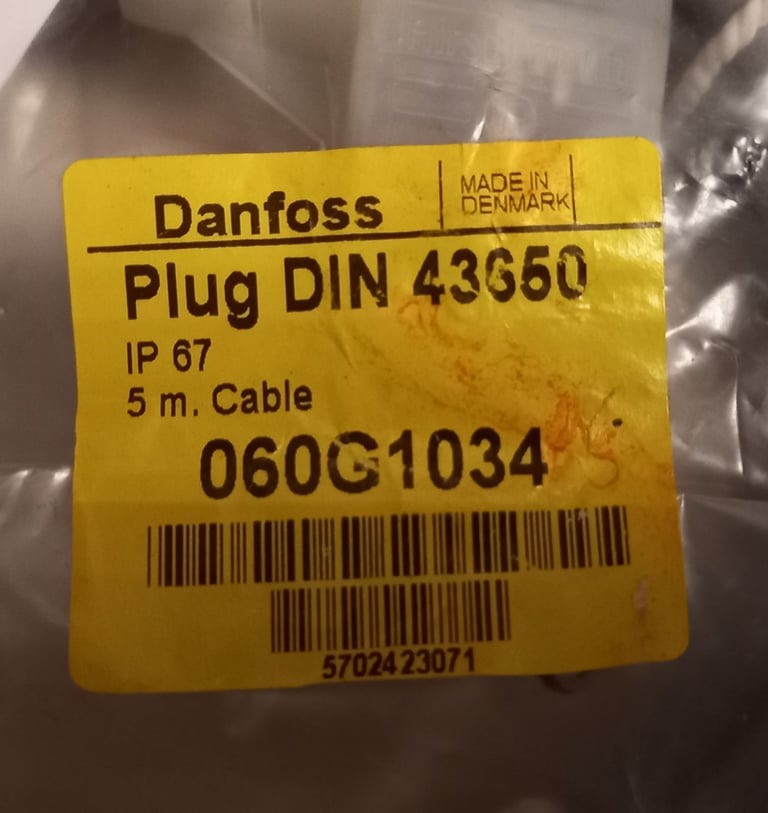 Danfoss
MADE IN
DENMARK
Plug DIN 43650
IP 67
5 m. Cable
060G1034
5702423071